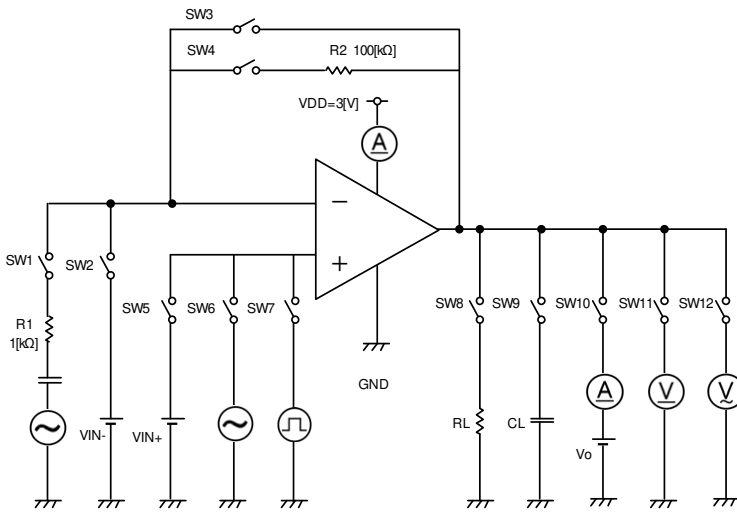 SW3
SW4
R2 100[kΩ]
VDD=3[V]
A
SW1
SW2
SW5
SW6
SW7
SW8
SW9
SW10
SW11
SW12
R1
1[kΩ]
GND
VIN-
VIN+
RL
CL
A
V
V
Vo